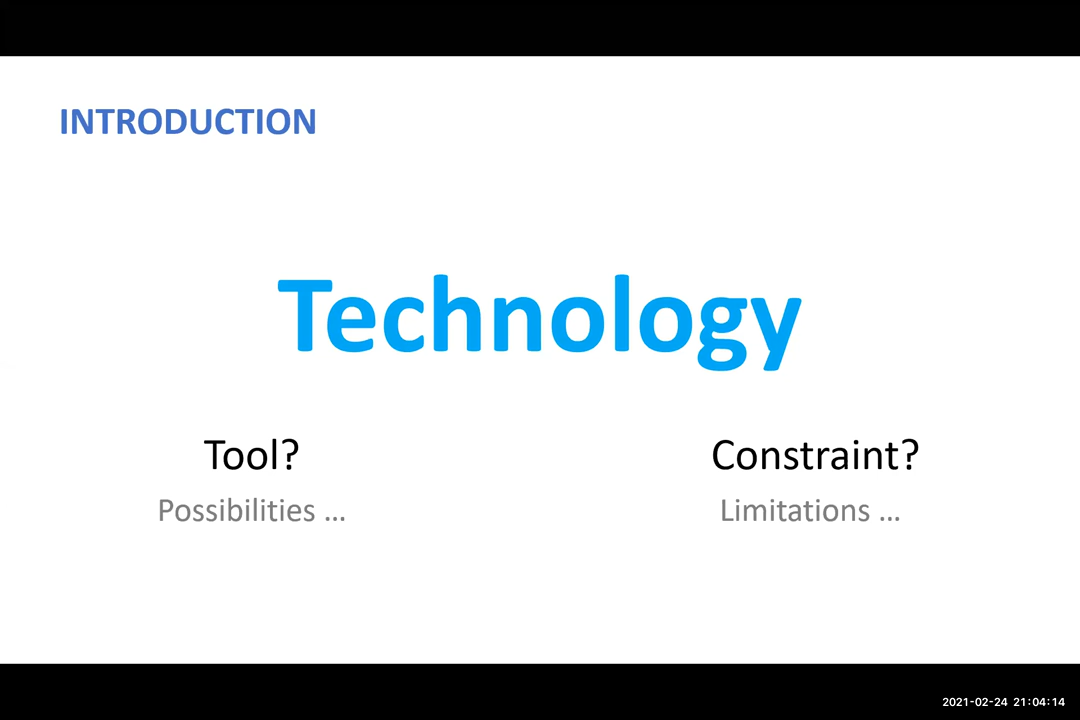 INTRODUCTION
Technology
Tool?
Constraint?
Possibilities ...
Limitations ...
2021-02-24 21:04:14